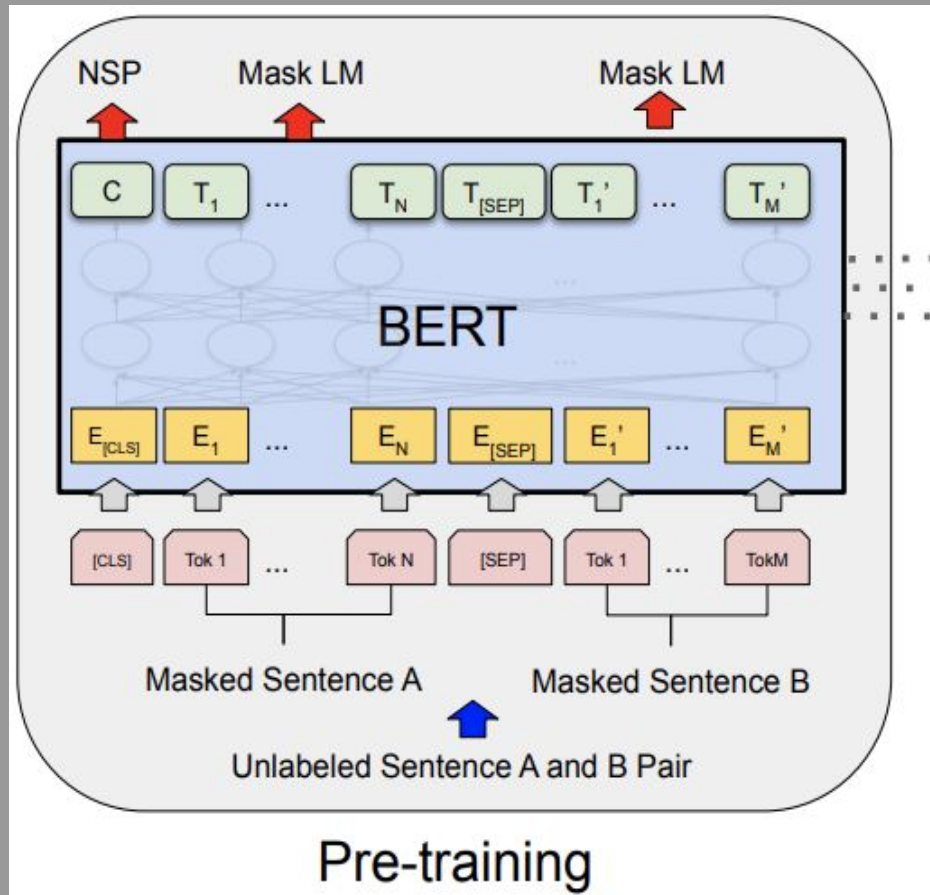 NSP Mask LM Mask LM
C T1 ... TN T[SEP] T1' ... TM'
...
BERT
...
E[CLS] E1 ... EN E[SEP] E1' ... EM'
[CLS] Tok 1 ... Tok N [SEP] Tok 1 ... TokM
Masked Sentence A Masked Sentence B
Unlabeled Sentence A and B Pair
Pre-training